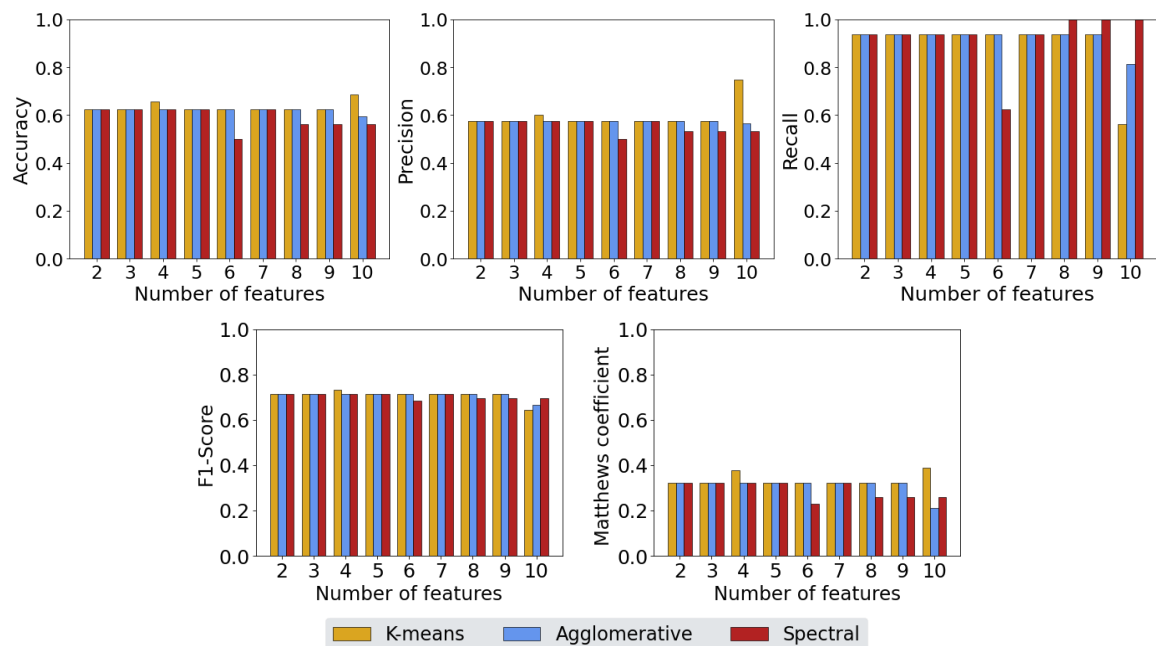 1.0
0.8
0.6
0.4
0.2
0.0
Accuracy
2 3 4 5 6 7 8 9 10
Number of features
1.0
0.8
0.6
0.4
0.2
0.0
Precision
2 3 4 5 6 7 8 9 10
Number of features
1.0
0.8
0.6
0.4
0.2
0.0
Recall
2 3 4 5 6 7 8 9 10
Number of features
1.0
0.8
0.6
0.4
0.2
0.0
F1-Score
2 3 4 5 6 7 8 9 10
Number of features
1.0
0.8
0.6
0.4
0.2
0.0
Matthews coefficient
2 3 4 5 6 7 8 9 10
Number of features
K-means Agglomerative Spectral